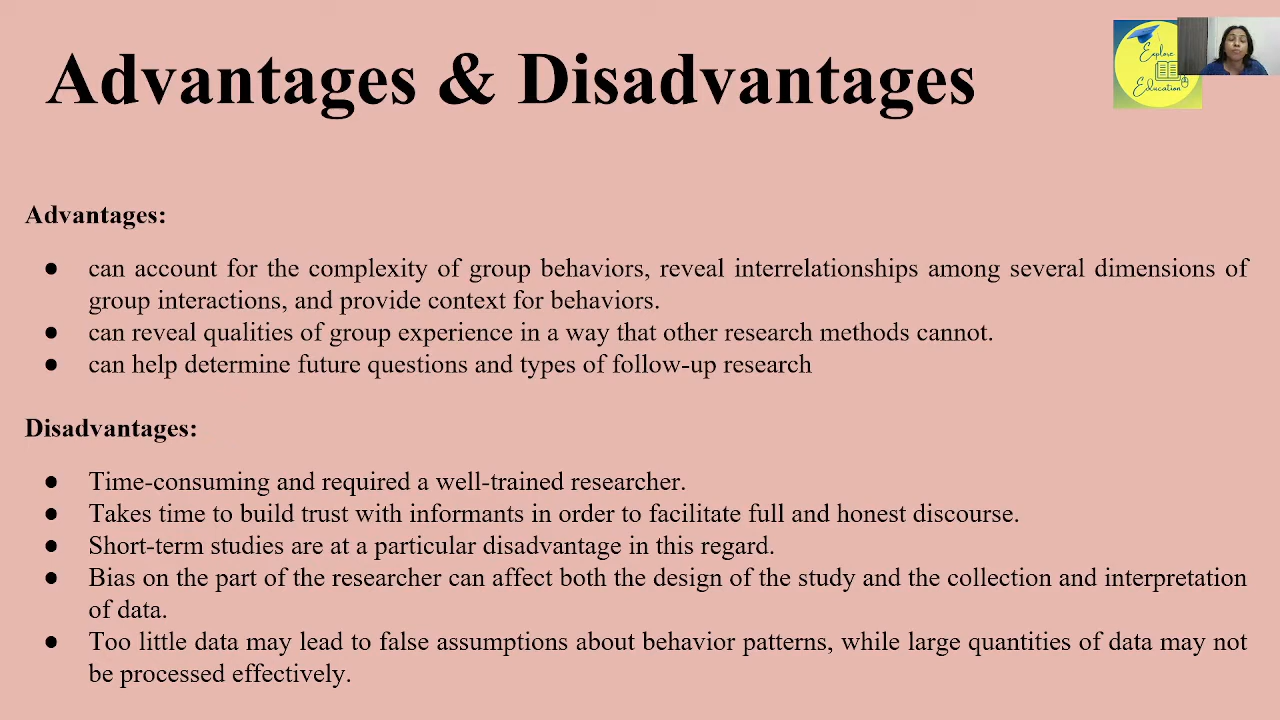 Advantages & Disadvantages
Explore
Education
Advantages:
● can account for the complexity of group behaviors, reveal interrelationships among several dimensions of
group interactions, and provide context for behaviors.
● can reveal qualities of group experience in a way that other research methods cannot.
● can help determine future questions and types of follow-up research
Disadvantages:
● Time-consuming and required a well-trained researcher.
● Takes time to build trust with informants in order to facilitate full and honest discourse.
● Short-term studies are at a particular disadvantage in this regard.
● Bias on the part of the researcher can affect both the design of the study and the collection and interpretation
of data.
● Too little data may lead to false assumptions about behavior patterns, while large quantities of data may not
be processed effectively.